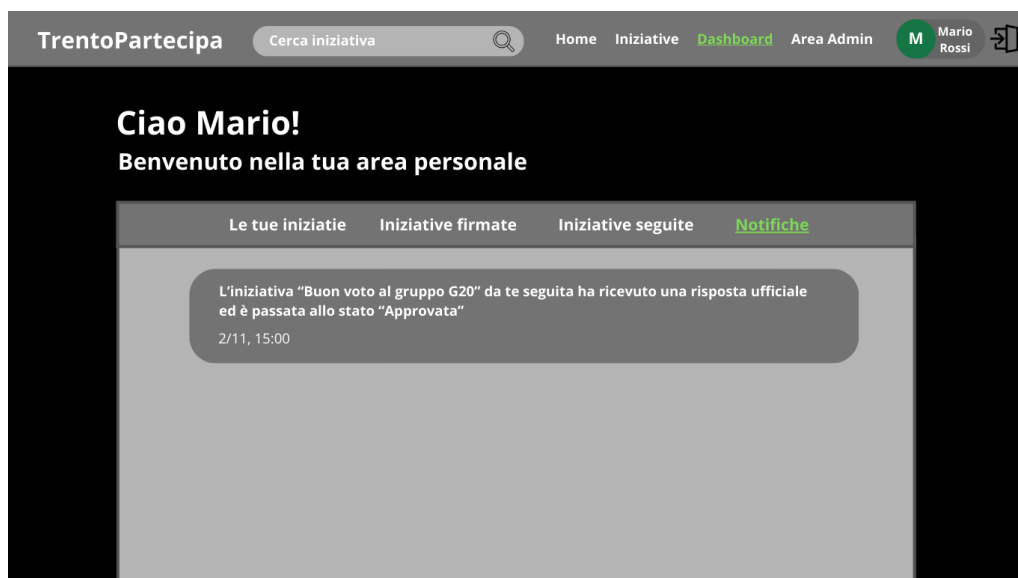 TrentoPartecipa
Cerca iniziativa
Home Iniziative Dashboard Area Admin
M
Mario
Rossi
Ciao Mario!
Benvenuto nella tua area personale
Le tue iniziatie Iniziative firmate Iniziative seguite Notifiche
L’iniziativa “Buon voto al gruppo G20” da te seguita ha ricevuto una risposta ufficiale
ed è passata allo stato “Approvata”
2/11, 15:00